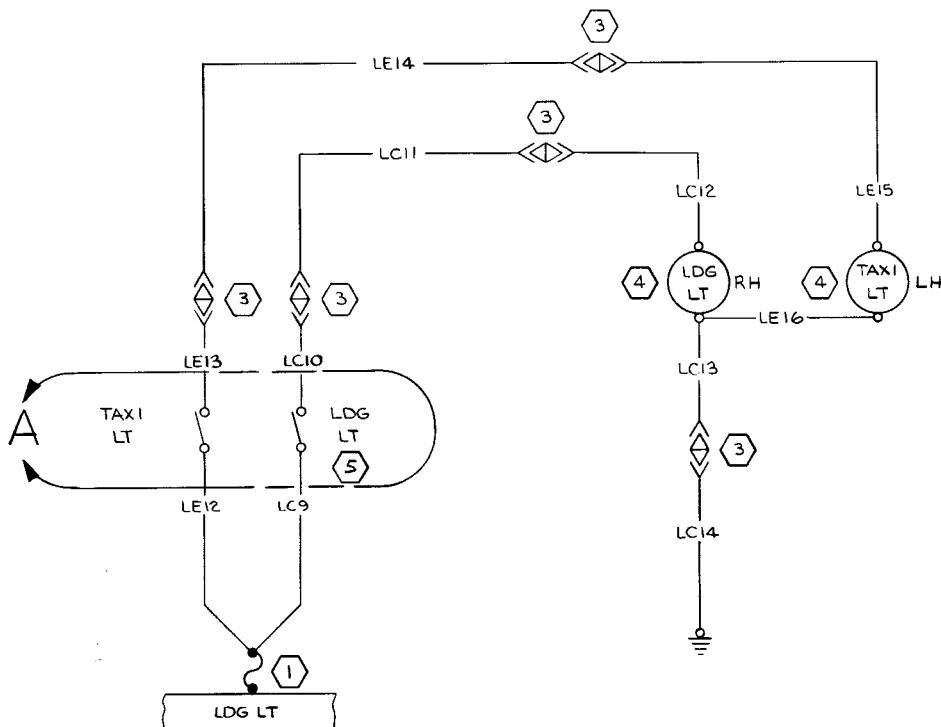 3
LE14
3
LC11
LC12
LE15
4
LDG
LT
RH
4
TAXI
LT
LH
3
3
LE16
LE13
LC10
LC13
A
TAXI
LT
LDG
LT
5
3
LE12
LC9
LC14
1
LDG LT